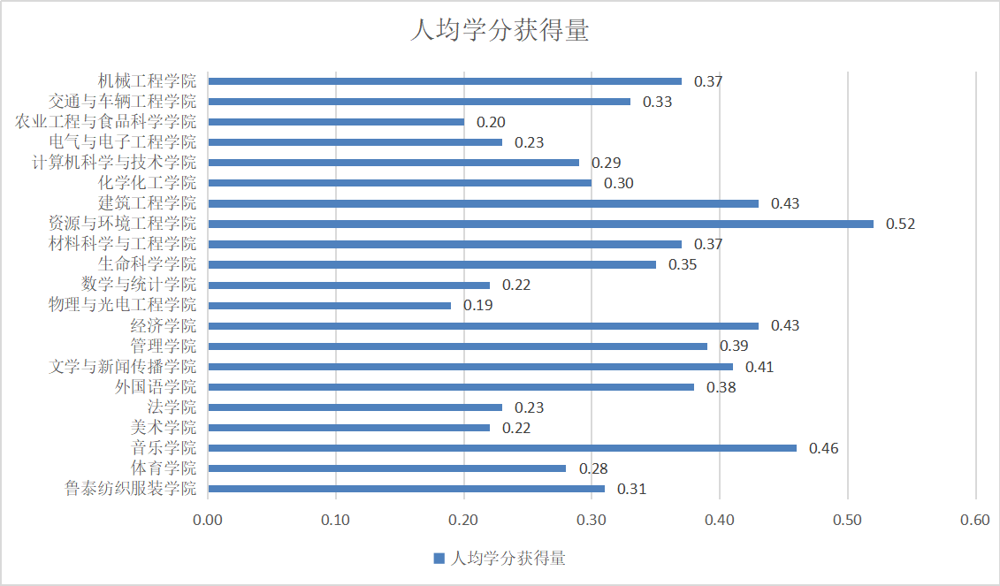 人均学分获得量
机械工程学院 0.37
交通与车辆工程学院 0.33
农业工程与食品科学学院 0.20
电气与电子工程学院 0.23
计算机科学与技术学院 0.29
化学化工学院 0.30
建筑工程学院 0.43
资源与环境工程学院 0.52
材料科学与工程学院 0.37
生命科学学院 0.35
数学与统计学院 0.22
物理与光电工程学院 0.19
经济学院 0.43
管理学院 0.39
文学与新闻传播学院 0.41
外国语学院 0.38
法学院 0.23
美术学院 0.22
音乐学院 0.46
体育学院 0.28
鲁泰纺织服装学院 0.31
0.00 0.10 0.20 0.30 0.40 0.50 0.60
人均学分获得量